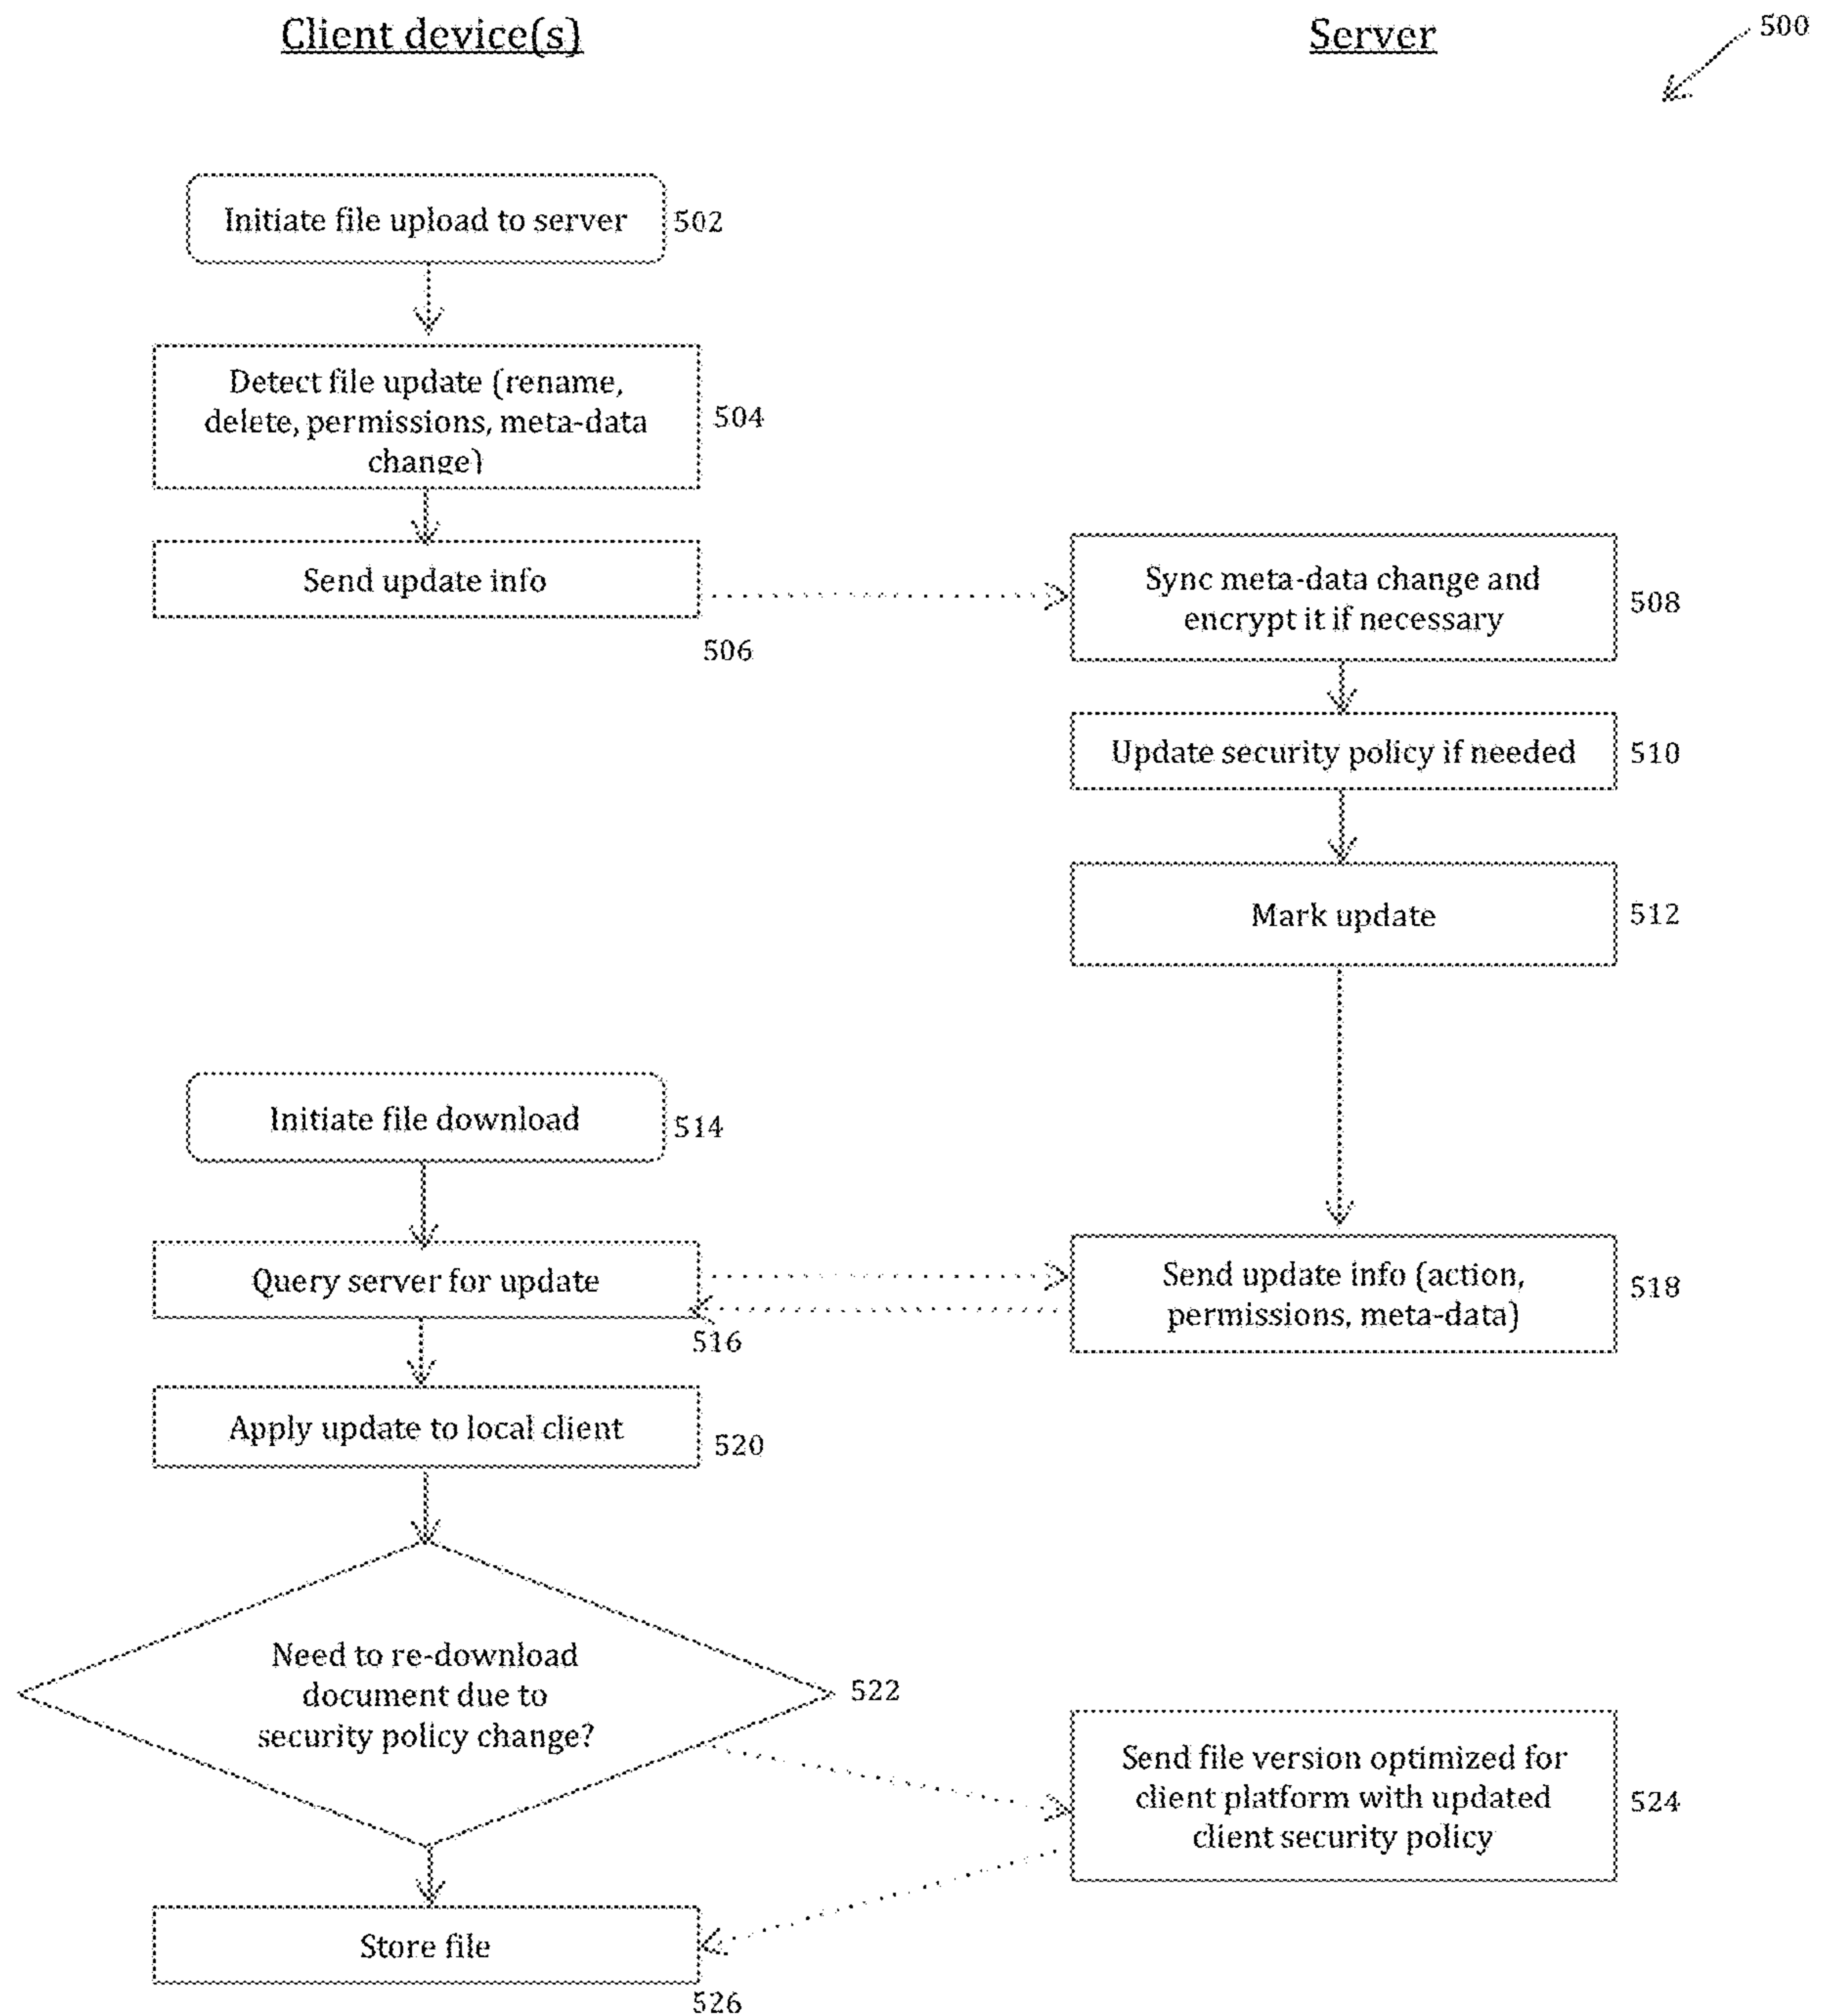 Client device(s)
Server
500
Initiate file upload to server
502
Detect file update (rename,
delete, permissions, meta-data
change)
504
Send update info
506
Sync meta-data change and
encrypt it if necessary
508
Update security policy if needed
510
Mark update
512
Initiate file download
514
Query server for update
516
Send update info (action,
permissions, meta-data)
518
Apply update to local client
520
Need to re-download
document due to
security policy change?
522
Send file version optimized for
client platform with updated
client security policy
524
Store file
526